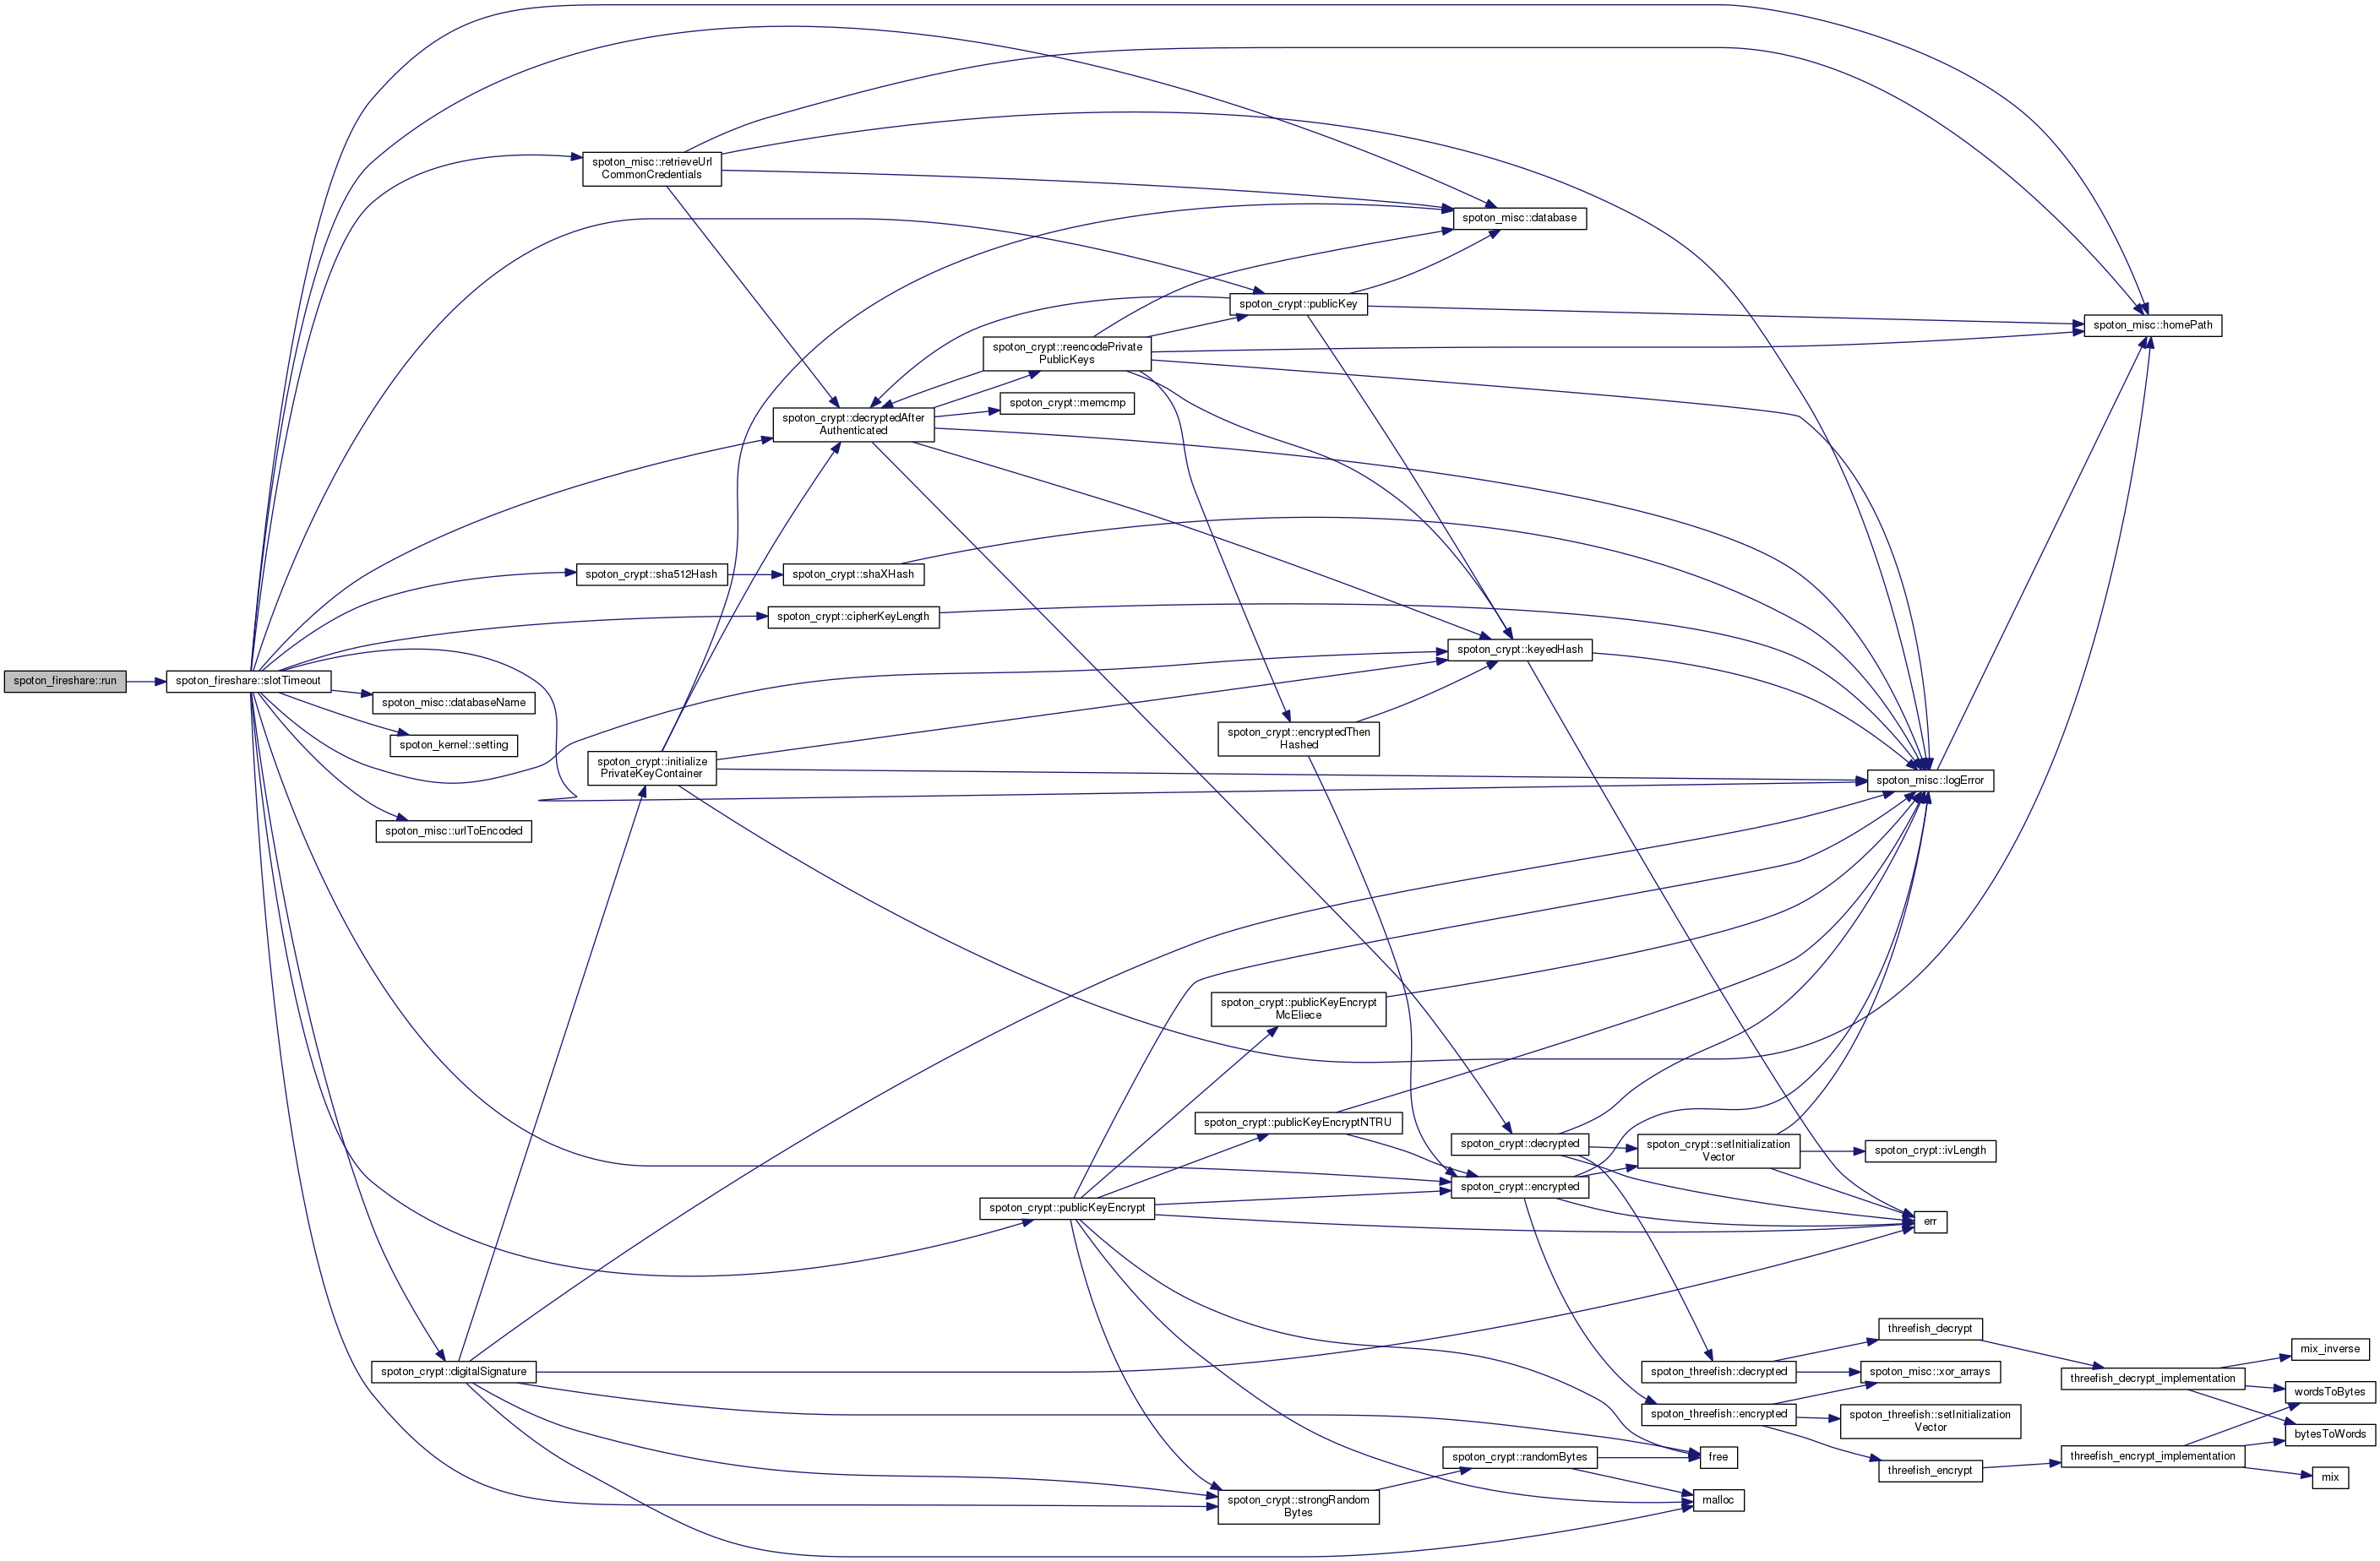 spoton_misc::retrieveUrl
CommonCredentials
spoton_misc::database
spoton_crypt::publicKey
spoton_misc::homePath
spoton_crypt::reencodePrivate
PublicKeys
spoton_crypt::memcmp
spoton_crypt::decryptedAfter
Authenticated
spoton_crypt::sha512Hash
spoton_crypt::shaXHash
spoton_crypt::cipherKeyLength
spoton_crypt::keyedHash
spoton_fireshare::run
spoton_fireshare::slotTimeout
spoton_misc::databaseName
spoton_kernel::setting
spoton_crypt::encryptedThen
Hashed
spoton_crypt::initialize
PrivateKeyContainer
spoton_misc::logError
spoton_misc::urlToEncoded
spoton_crypt::publicKeyEncrypt
McEliece
spoton_crypt::publicKeyEncryptNTRU
spoton_crypt::decrypted
spoton_crypt::setInitialization
Vector
spoton_crypt::ivLength
spoton_crypt::encrypted
spoton_crypt::publicKeyEncrypt
err
threefish_decrypt
mix_inverse
spoton_crypt::digitalSignature
spoton_threefish::decrypted
spoton_misc::xor_arrays
threefish_decrypt_implementation
wordsToBytes
spoton_threefish::encrypted
spoton_threefish::setInitialization
Vector
bytesToWords
spoton_crypt::randomBytes
free
threefish_encrypt_implementation
threefish_encrypt
mix
spoton_crypt::strongRandom
Bytes
malloc